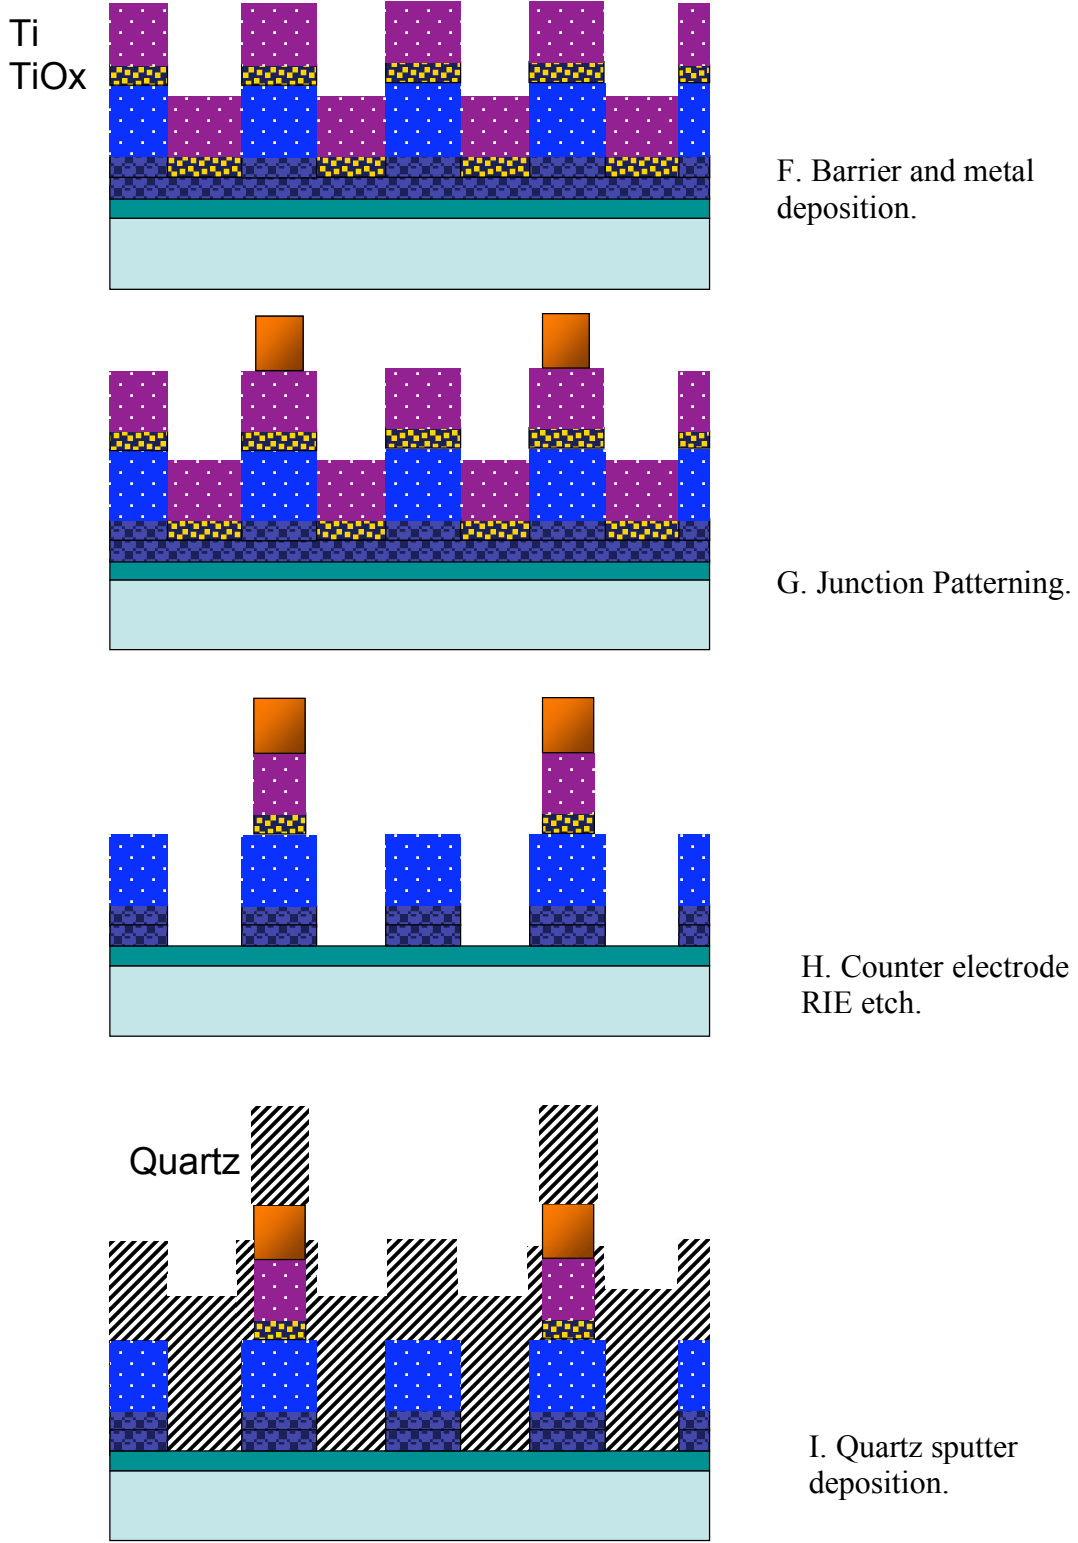 Ti
TiOx
F. Barrier and metal
deposition.
G. Junction Patterning.
H. Counter electrode
RIE etch.
Quartz
I. Quartz sputter
deposition.